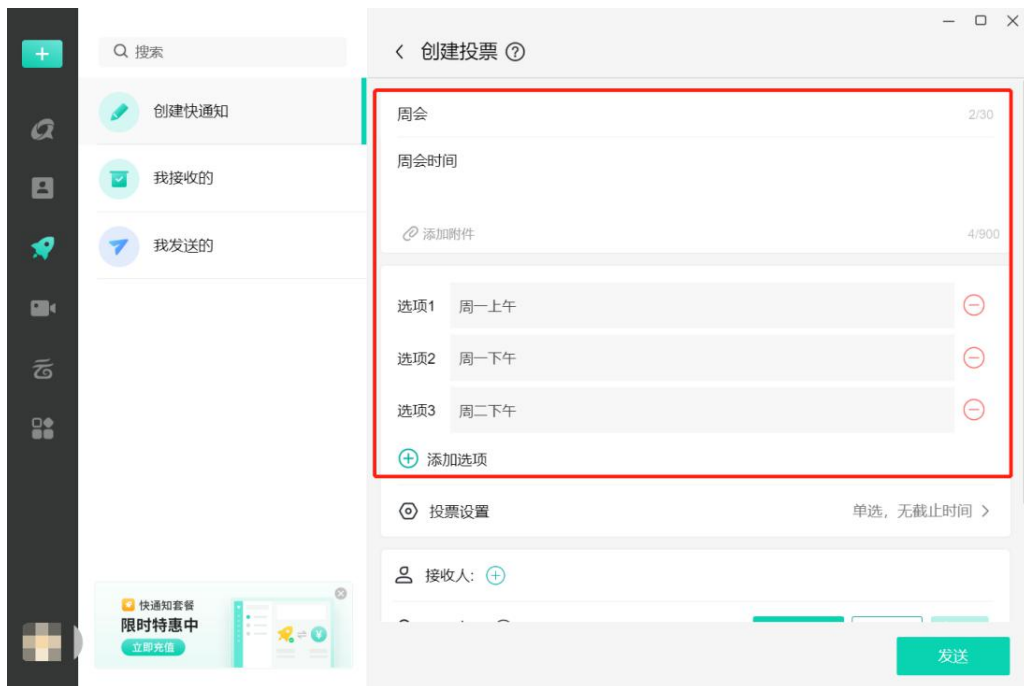 搜索
创建快通知
我接收的
我发送的
快通知套餐
限时特惠中
立即充值
创建投票
周会 2/30
周会时间
添加附件 4/900
选项1 周一上午
选项2 周一下午
选项3 周二下午
添加选项
投票设置 单选，无截止时间
接收人:
发送